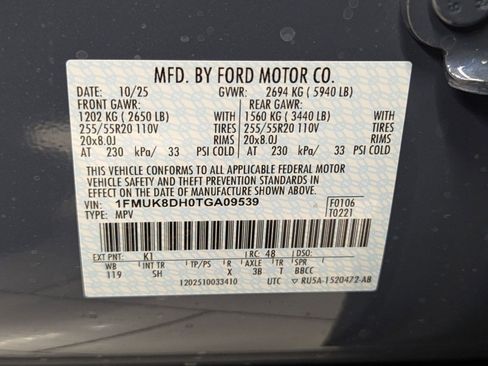 MFD. BY FORD MOTOR CO.
DATE: 10/25 GVWR: 2694 KG ( 5940 LB)
FRONT GAWR: REAR GAWR:
1202 KG ( 2650 LB) 1560 KG ( 3440 LB)
255/55R20 110V TIRES 255/55R20 110V TIRES
20x8.0J RIMS 20x8.0J RIMS
AT 230 kPa/ 33 PSI COLD AT 230 kPa/ 33 PSI COLD
THIS VEHICLE CONFORMS TO ALL APPLICABLE FEDERAL MOTOR
VEHICLE SAFETY AND THEFT PREVENTION STANDARDS IN
EFFECT ON THE DATE OF MANUFACTURE SHOWN ABOVE.
VIN: 1FMUK8DH0TGA09539 F0106
TYPE: MPV T0221
EXT PNT: K1 RC: 48 DSO:
WB INT TR TP/PS R AXLE TR SPR
119 SH X 3B T BBCC
1202510033410 UTC RU5A-1520472-AB